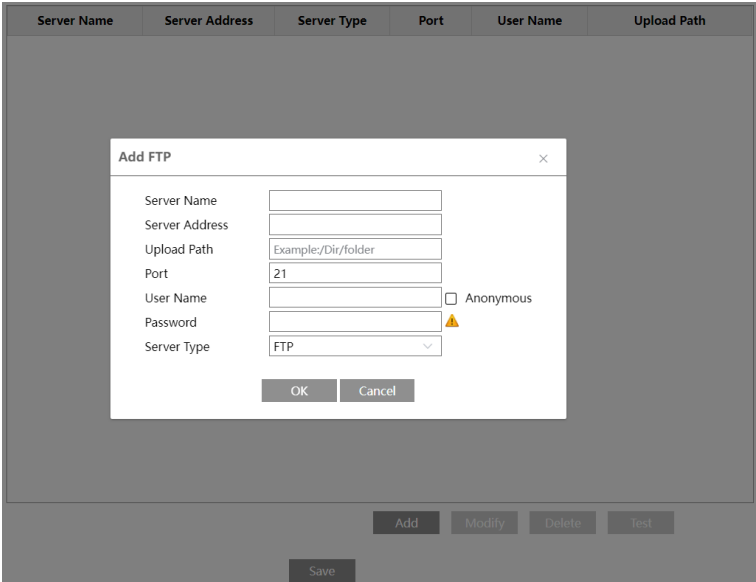 Server Name Server Address Server Type Port User Name Upload Path
Add FTP
Server Name
Server Address
Upload Path Example:/Dir/folder
Port 21
User Name Anonymous
Password
Server Type FTP
OK Cancel
Add Modify Delete Test
Save